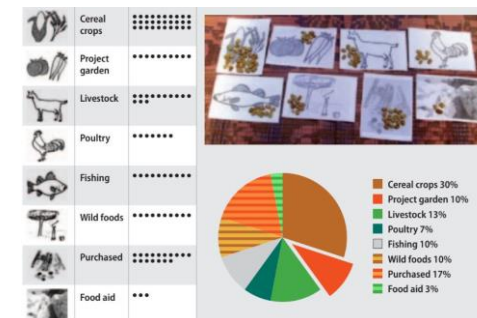 Cereal
crops
Project
garden
Livestock
Poultry
Fishing
Wild foods
Purchased
Food aid
Cereal crops 30%
Project garden 10%
Livestock 13%
Poultry 7%
Fishing 10%
Wild foods 10%
Purchased 17%
Food aid 3%